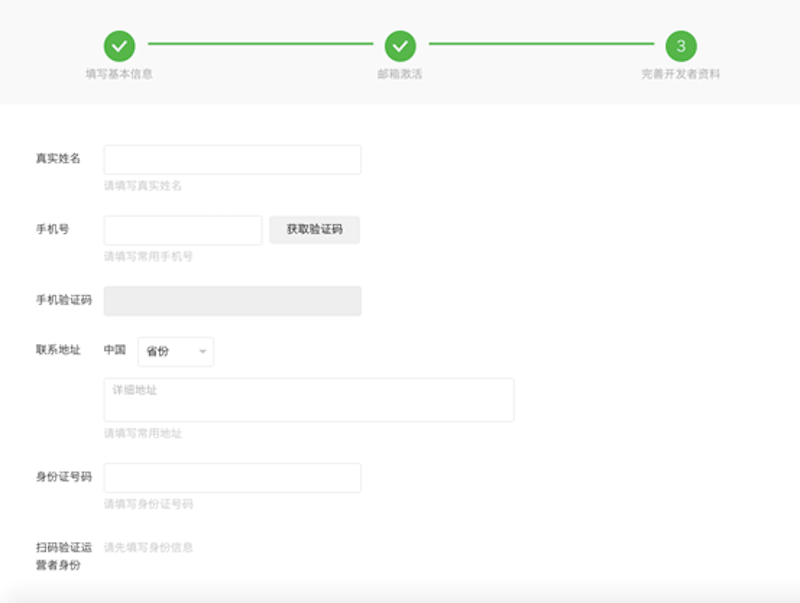 3
填写基本信息
邮箱激活
完善开发者资料
真实姓名
请填写真实姓名
手机号
获取验证码
请填写常用手机号
手机验证码
联系地址 中国 省份
详细地址
请填写常用地址
身份证号码
请填写身份证号码
扫码验证运 请先填写身份信息
营者身份